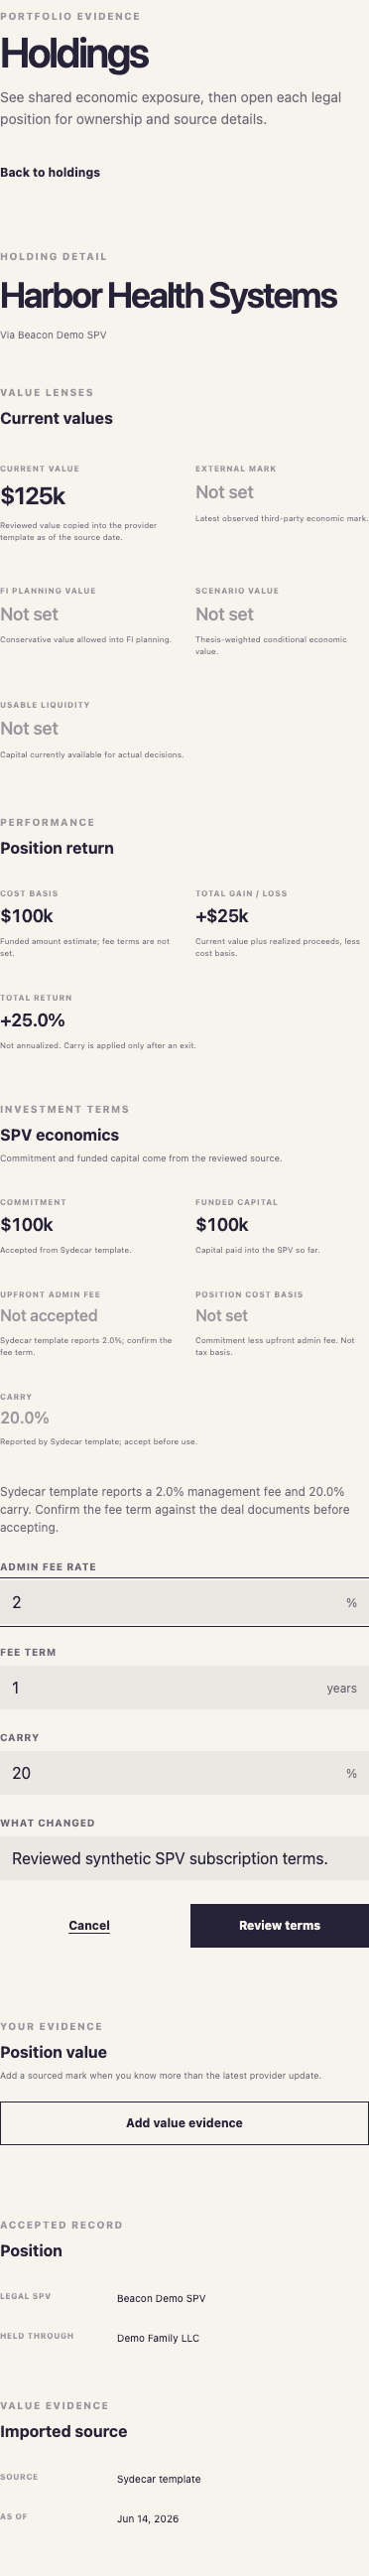 PORTFOLIO EVIDENCE
Holdings
See shared economic exposure, then open each legal
position for ownership and source details.
Back to holdings
HOLDING DETAIL
Harbor Health Systems
Via Beacon Demo SPV
VALUE LENSES
Current values
CURRENT VALUE
$125k
Reviewed value copied into the provider
template as of the source date.
EXTERNAL MARK
Not set
Latest observed third-party economic mark.
FI PLANNING VALUE
Not set
Conservative value allowed into FI planning.
SCENARIO VALUE
Not set
Thesis-weighted conditional economic
value.
USABLE LIQUIDITY
Not set
Capital currently available for actual decisions.
PERFORMANCE
Position return
COST BASIS
$100k
Funded amount estimate; fee terms are not
set.
TOTAL GAIN / LOSS
+$25k
Current value plus realized proceeds, less
cost basis.
TOTAL RETURN
+25.0%
Not annualized. Carry is applied only after an exit.
INVESTMENT TERMS
SPV economics
Commitment and funded capital come from the reviewed source.
COMMITMENT
$100k
Accepted from Sydecar template.
FUNDED CAPITAL
$100k
Capital paid into the SPV so far.
UPFRONT ADMIN FEE
Not accepted
Sydecar template reports 2.0%; confirm the
fee term.
POSITION COST BASIS
Not set
Commitment less upfront admin fee. Not
tax basis.
CARRY
20.0%
Reported by Sydecar template; accept before use.
Sydecar template reports a 2.0% management fee and 20.0%
carry. Confirm the fee term against the deal documents before
accepting.
ADMIN FEE RATE
2 %
FEE TERM
1 years
CARRY
20 %
WHAT CHANGED
Reviewed synthetic SPV subscription terms.
Cancel
Review terms
YOUR EVIDENCE
Position value
Add a sourced mark when you know more than the latest provider update.
Add value evidence
ACCEPTED RECORD
Position
LEGAL SPV Beacon Demo SPV
HELD THROUGH Demo Family LLC
VALUE EVIDENCE
Imported source
SOURCE Sydecar template
AS OF Jun 14, 2026